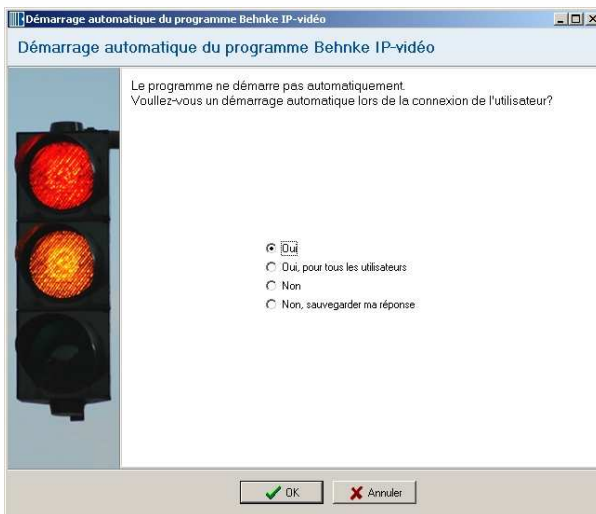 Démarrage automatique du programme Behnke IP-vidéo
Démarrage automatique du programme Behnke IP-vidéo
Le programme ne démarre pas automatiquement.
Voullez-vous un démarrage automatique lors de la connexion de l'utilisateur?
Oui
Oui, pour tous les utilisateurs
Non
Non, sauvegarder ma réponse
OK
Annuler